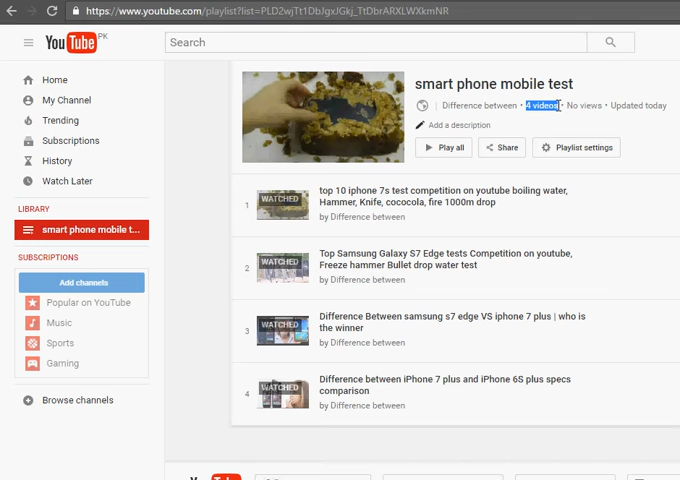 https://www.youtube.com/playlist?list=PLD2wjTt1DbJgxJGkj_TtDbrARXLWXkmNR
YouTube PK
Search
Home
My Channel
Trending
Subscriptions
History
Watch Later
LIBRARY
smart phone mobile t...
SUBSCRIPTIONS
Add channels
Popular on YouTube
Music
Sports
Gaming
Browse channels
smart phone mobile test
Difference between • 4 videos • No views • Updated today
Add a description
Play all
Share
Playlist settings
1
WATCHED
top 10 iphone 7s test competition on youtube boiling water,
Hammer, Knife, cococola, fire 1000m drop
by Difference between
2
WATCHED
Top Samsung Galaxy S7 Edge tests Competition on youtube,
Freeze hammer Bullet drop water test
by Difference between
3
WATCHED
Difference Between samsung s7 edge VS iphone 7 plus | who is
the winner
by Difference between
4
WATCHED
Difference between iPhone 7 plus and iPhone 6S plus specs
comparison
by Difference between